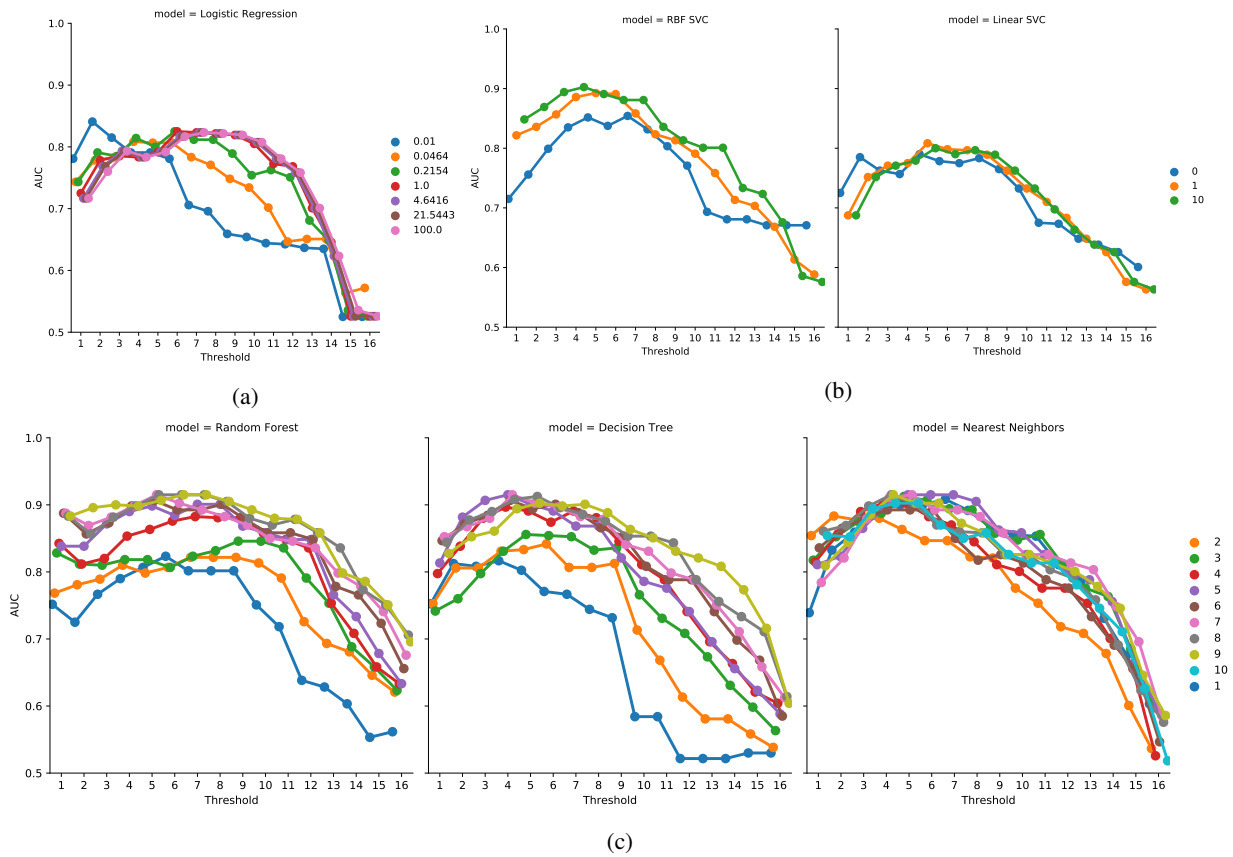 model = Logistic Regression
1.0
0.9
0.8
0.7
0.6
0.5
AUC
1 2 3 4 5 6 7 8 9 10 11 12 13 14 15 16
Threshold
0.01
0.0464
0.2154
1.0
4.6416
21.5443
100.0
(a)
model = RBF SVC
1.0
0.9
0.8
0.7
0.6
0.5
AUC
1 2 3 4 5 6 7 8 9 10 11 12 13 14 15 16
Threshold
model = Linear SVC
1 2 3 4 5 6 7 8 9 10 11 12 13 14 15 16
Threshold
0
1
10
(b)
model = Random Forest
1.0
0.9
0.8
0.7
0.6
0.5
AUC
1 2 3 4 5 6 7 8 9 10 11 12 13 14 15 16
Threshold
model = Decision Tree
1 2 3 4 5 6 7 8 9 10 11 12 13 14 15 16
Threshold
model = Nearest Neighbors
1 2 3 4 5 6 7 8 9 10 11 12 13 14 15 16
Threshold
2
3
4
5
6
7
8
9
10
1
(c)